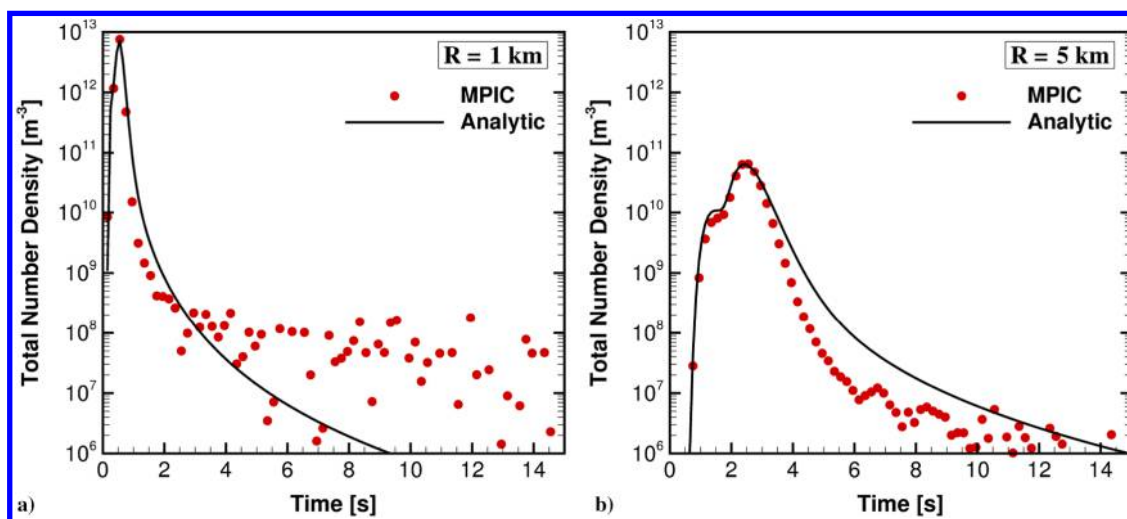 R = 1 km
MPIC
Analytic
Total Number Density [m⁻³]
10¹³
10¹²
10¹¹
10¹⁰
10⁹
10⁸
10⁷
10⁶
0 2 4 6 8 10 12 14
Time [s]
a)
R = 5 km
MPIC
Analytic
Total Number Density [m⁻³]
10¹³
10¹²
10¹¹
10¹⁰
10⁹
10⁸
10⁷
10⁶
0 2 4 6 8 10 12 14
Time [s]
b)